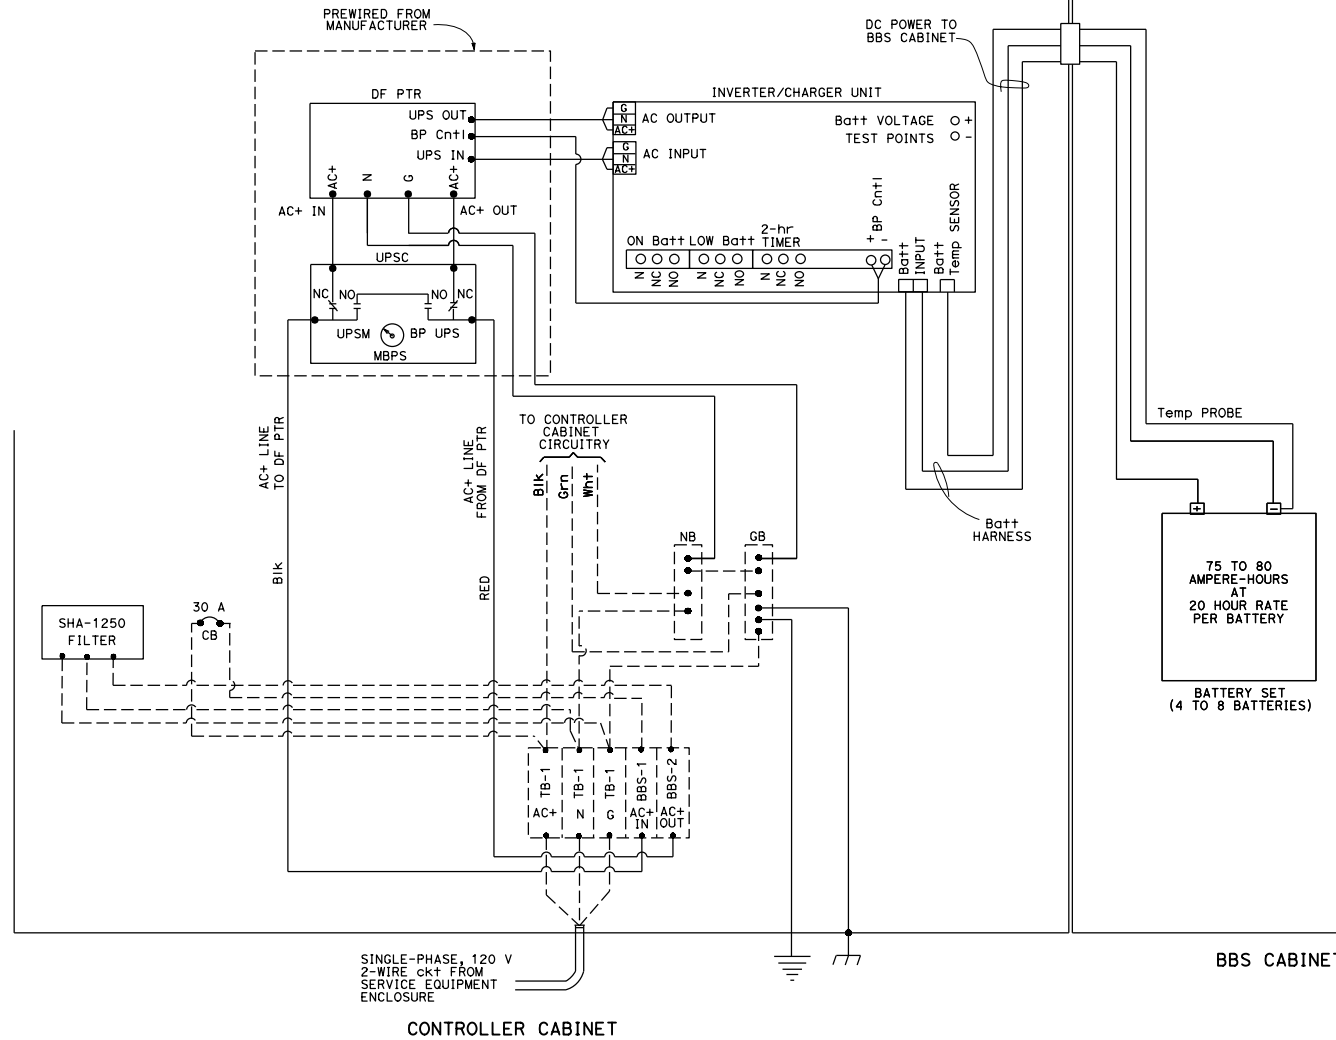 PREWIRED FROM
MANUFACTURER
DC POWER TO
BBS CABINET
DF PTR
UPS OUT
BP Cntl
UPS IN
AC+
N
G
AC+
AC+ IN
AC+ OUT
UPSC
NC
NO
NO
NC
UPSM
BP
UPS
MBPS
INVERTER/CHARGER UNIT
G
N
AC+
AC OUTPUT
G
N
AC+
AC INPUT
Batt VOLTAGE
TEST POINTS
+
-
ON Batt
LOW Batt
2-hr
TIMER
N
NC
NO
N
NC
NO
N
NC
NO
+
-
BP Cntl
Batt
INPUT
Batt
Temp SENSOR
AC+ LINE
TO DF PTR
AC+ LINE
FROM DF PTR
TO CONTROLLER
CABINET
CIRCUITRY
Blk
Grn
Wht
Blk
RED
NB
GB
Batt
HARNESS
Temp PROBE
+
-
75 TO 80
AMPERE-HOURS
AT
20 HOUR RATE
PER BATTERY
BATTERY SET
(4 TO 8 BATTERIES)
SHA-1250
FILTER
30 A
CB
TB-1
AC+
TB-1
N
TB-1
G
BBS-1
AC+
IN
BBS-2
AC+
OUT
SINGLE-PHASE, 120 V
2-WIRE ckt FROM
SERVICE EQUIPMENT
ENCLOSURE
CONTROLLER CABINET
BBS CABINET